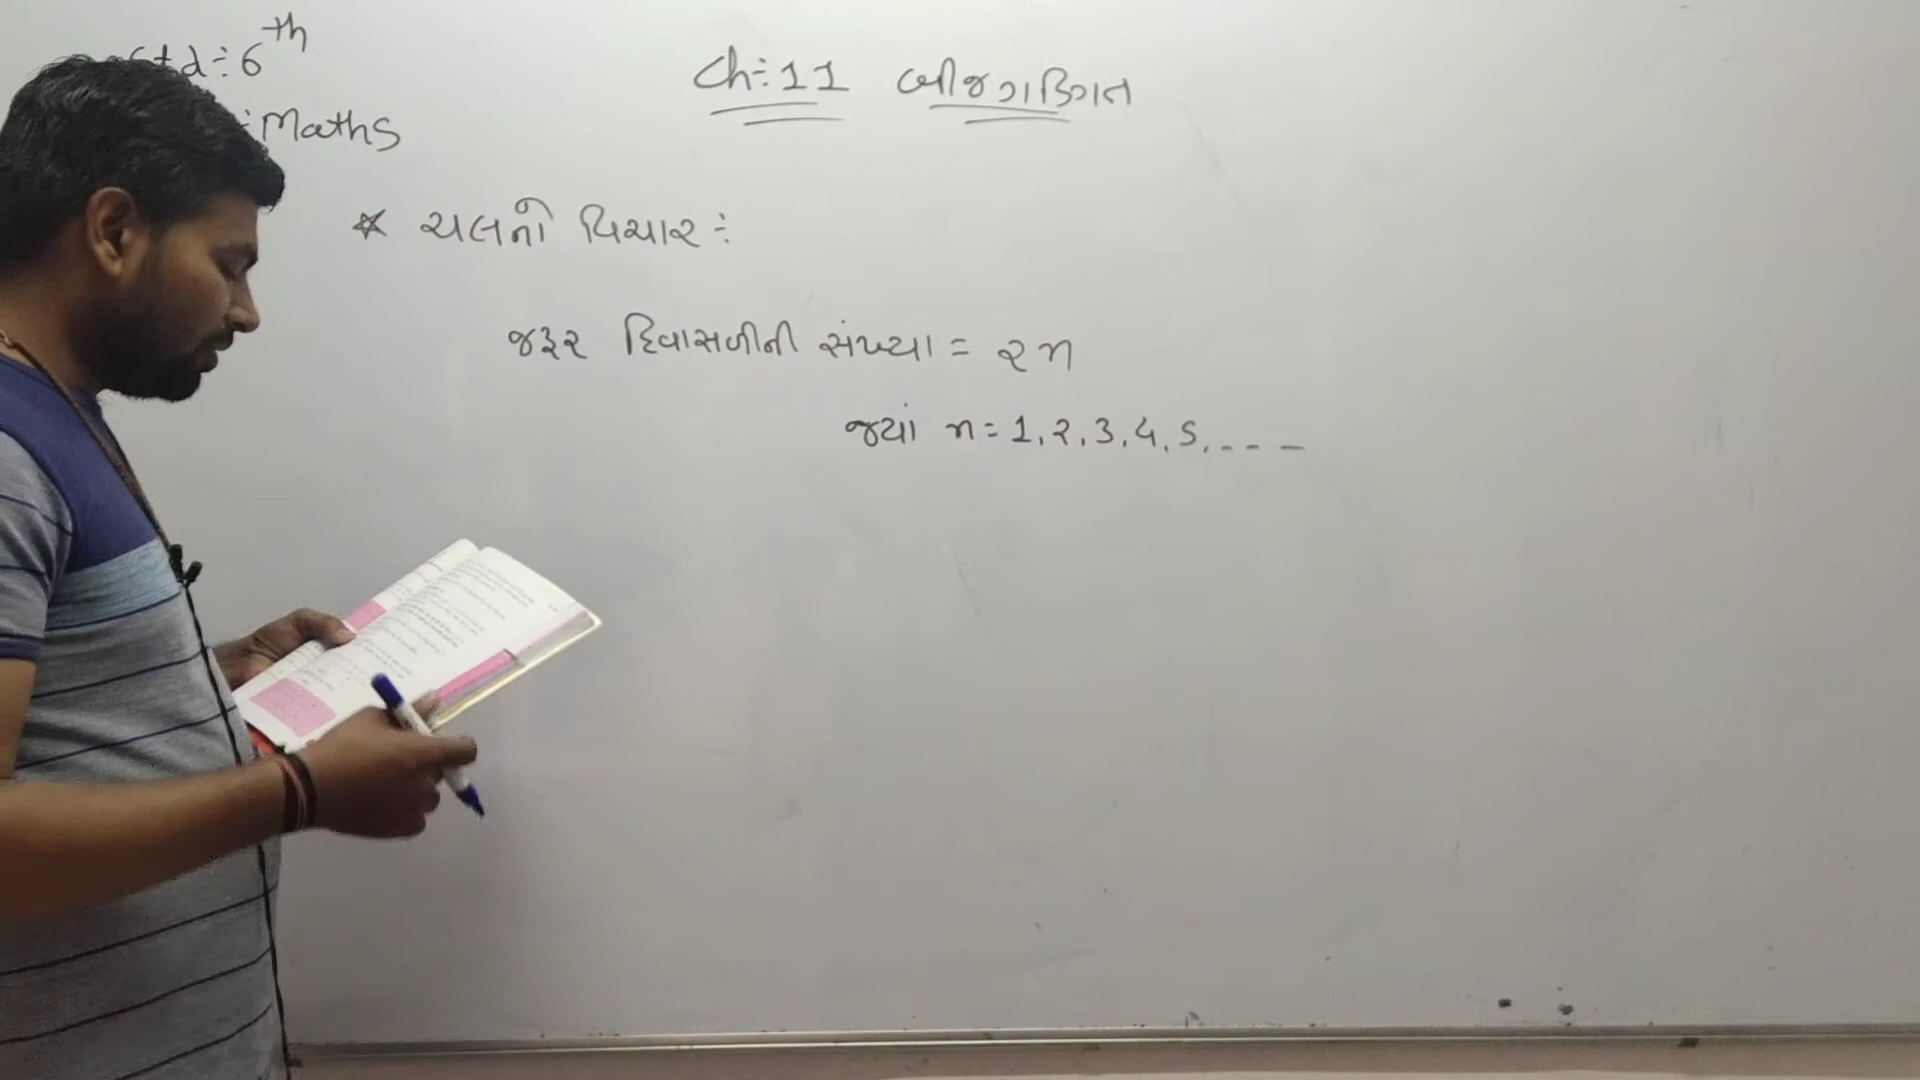 Std÷6th
:Maths
Ch÷11 બીજગણિત
* ચલનો વિચાર÷
જરૂર દિવાસળીની સંખ્યા = 2n
જ્યાં n=1,2,3,4,5,---